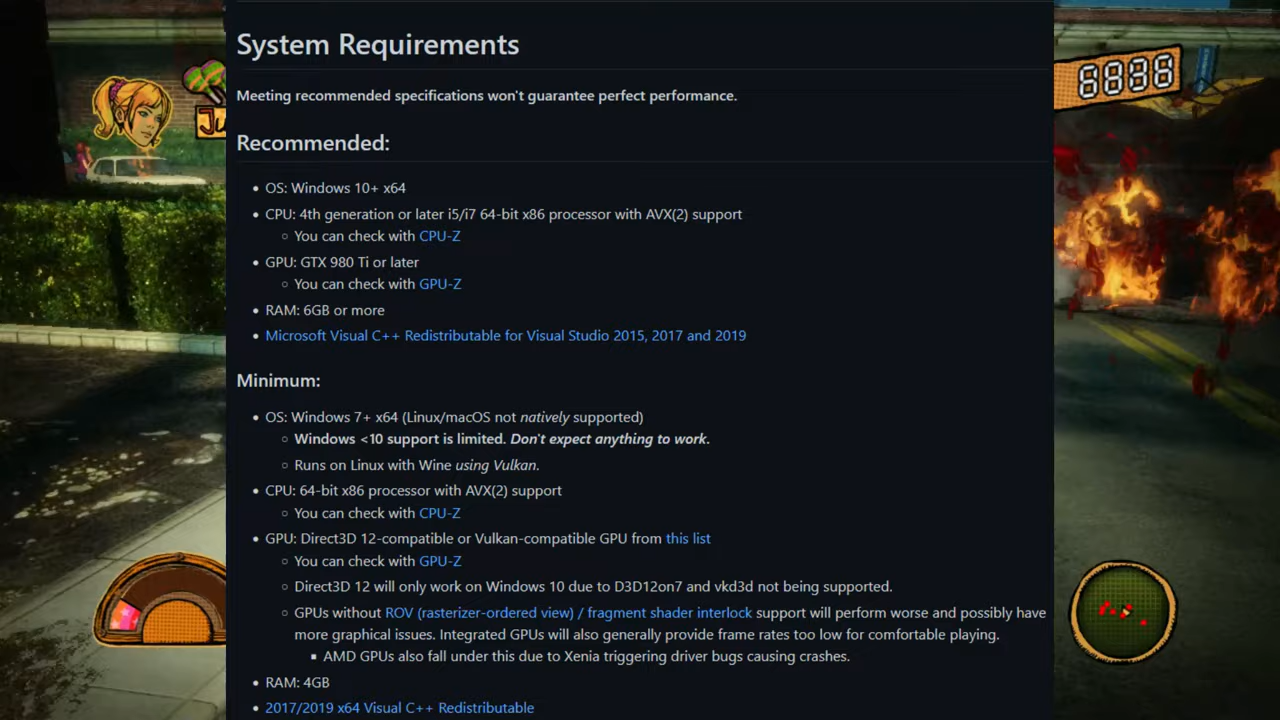 System Requirements
Meeting recommended specifications won't guarantee perfect performance.
Recommended:
OS: Windows 10+ x64
CPU: 4th generation or later i5/i7 64-bit x86 processor with AVX(2) support
You can check with CPU-Z
GPU: GTX 980 Ti or later
You can check with GPU-Z
RAM: 6GB or more
Microsoft Visual C++ Redistributable for Visual Studio 2015, 2017 and 2019
Minimum:
OS: Windows 7+ x64 (Linux/macOS not natively supported)
Windows <10 support is limited. Don't expect anything to work.
Runs on Linux with Wine using Vulkan.
CPU: 64-bit x86 processor with AVX(2) support
You can check with CPU-Z
GPU: Direct3D 12-compatible or Vulkan-compatible GPU from this list
You can check with GPU-Z
Direct3D 12 will only work on Windows 10 due to D3D12on7 and vkd3d not being supported.
GPUs without ROV (rasterizer-ordered view) / fragment shader interlock support will perform worse and possibly have
more graphical issues. Integrated GPUs will also generally provide frame rates too low for comfortable playing.
AMD GPUs also fall under this due to Xenia triggering driver bugs causing crashes.
RAM: 4GB
2017/2019 x64 Visual C++ Redistributable
Ju
6836